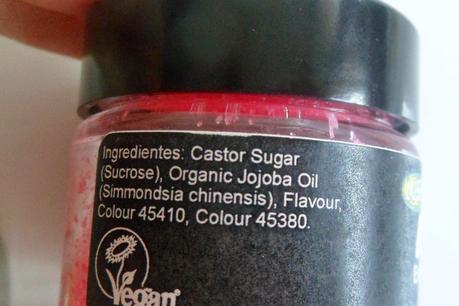 Ingredientes: Castor Sugar
(Sucrose), Organic Jojoba Oil
(Simmondsia chinensis), Flavour,
Colour 45410, Colour 45380.
Vegan